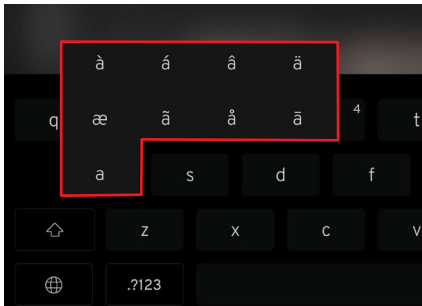 à á â ä
q æ ã å ā 4 t
a s d f
z x c v
.?123